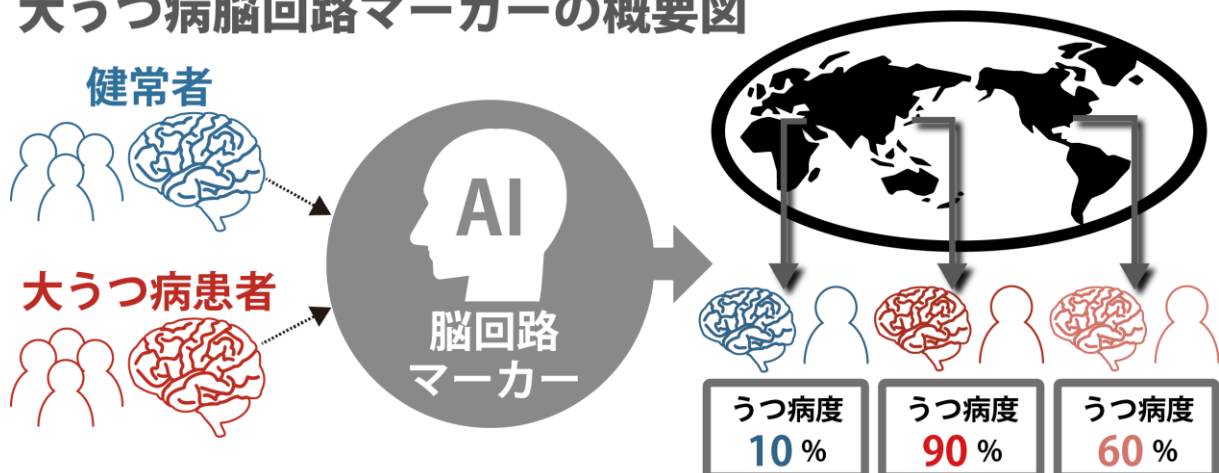 大うつ病脳回路マーカーの概要図
健常者
大うつ病患者
AI
脳回路
マーカー
うつ病度
10 %
うつ病度
90 %
うつ病度
60 %